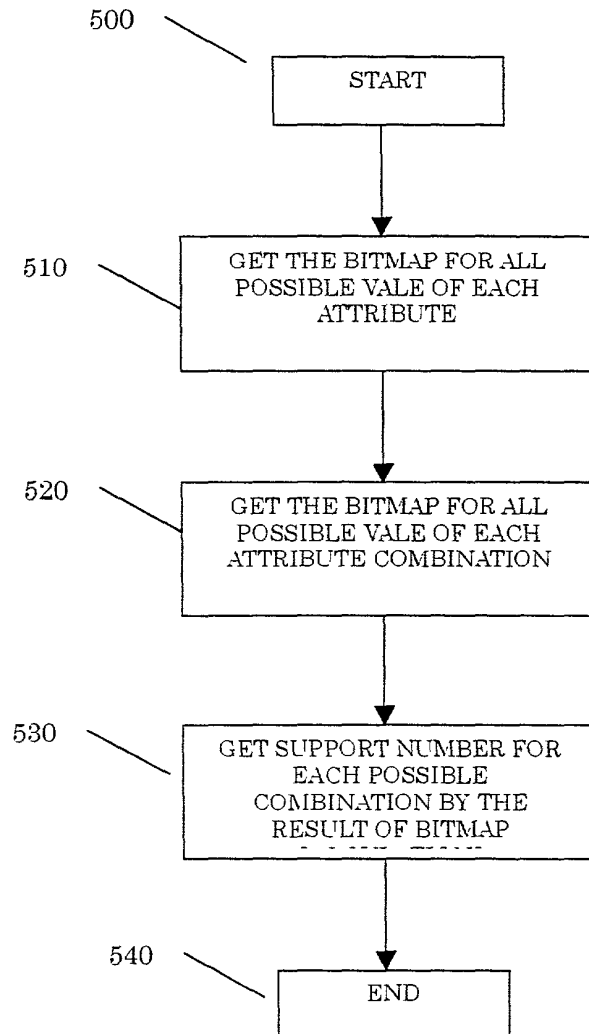 500
START
510
GET THE BITMAP FOR ALL
POSSIBLE VALE OF EACH
ATTRIBUTE
520
GET THE BITMAP FOR ALL
POSSIBLE VALE OF EACH
ATTRIBUTE COMBINATION
530
GET SUPPORT NUMBER FOR
EACH POSSIBLE
COMBINATION BY THE
RESULT OF BITMAP
540
END